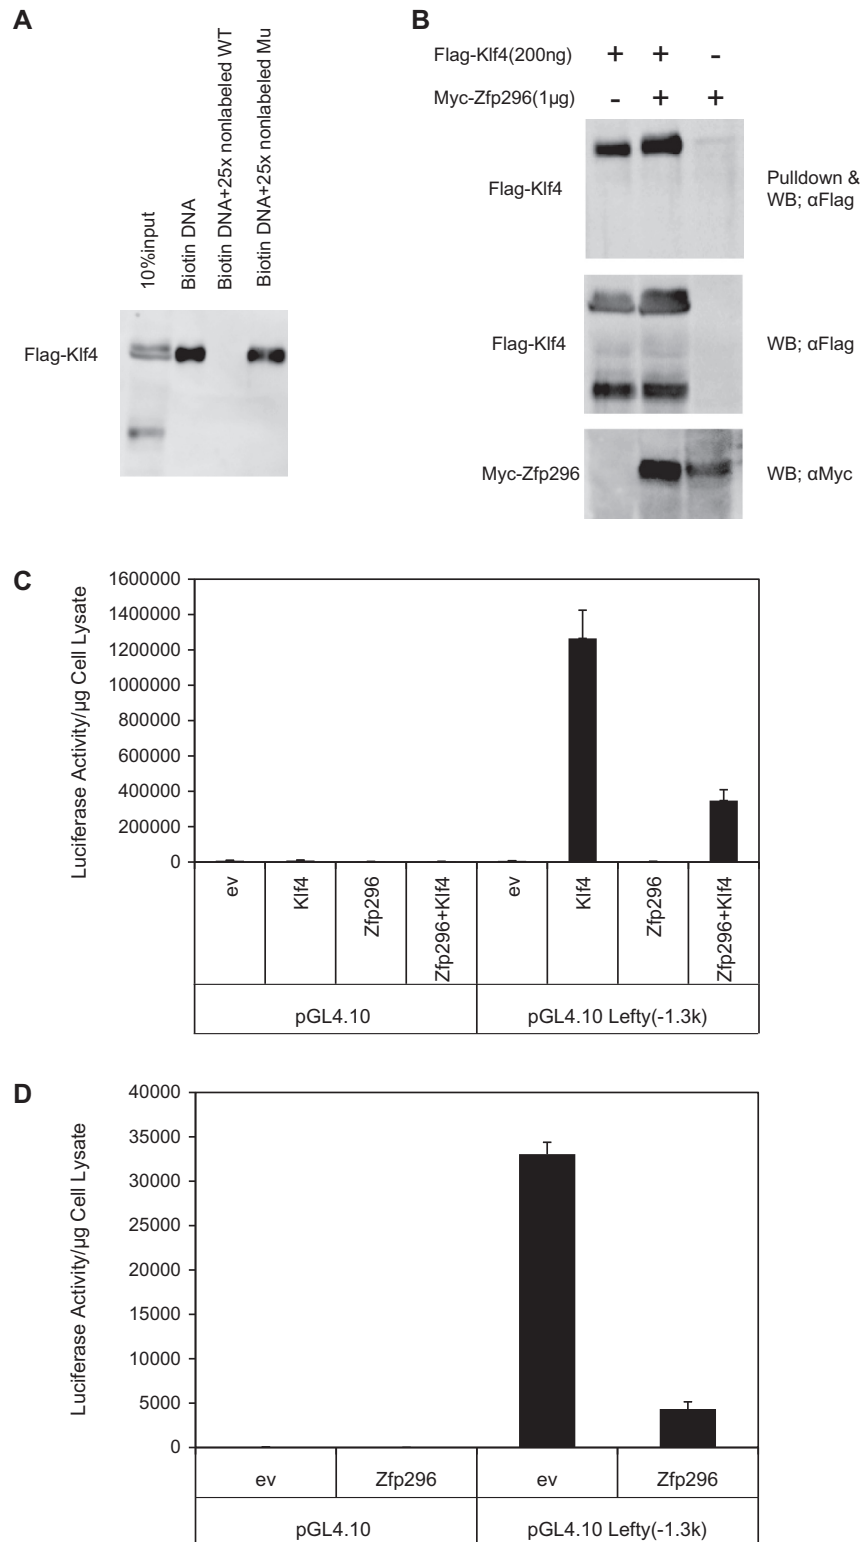 A
10%input
Biotin DNA
Biotin DNA+25x nonlabeled WT
Biotin DNA+25x nonlabeled Mu
Flag-Klf4
B
Flag-Klf4(200ng) + + -
Myc-Zfp296(1µg) - + +
Flag-Klf4
Pulldown &
WB; αFlag
Flag-Klf4
WB; αFlag
Myc-Zfp296
WB; αMyc
C
Luciferase Activity/µg Cell Lysate
1600000
1400000
1200000
1000000
800000
600000
400000
200000
0
ev
Klf4
Zfp296
Zfp296+Klf4
ev
Klf4
Zfp296
Zfp296+Klf4
pGL4.10
pGL4.10 Lefty(-1.3k)
D
Luciferase Activity/µg Cell Lysate
40000
35000
30000
25000
20000
15000
10000
5000
0
ev
Zfp296
ev
Zfp296
pGL4.10
pGL4.10 Lefty(-1.3k)